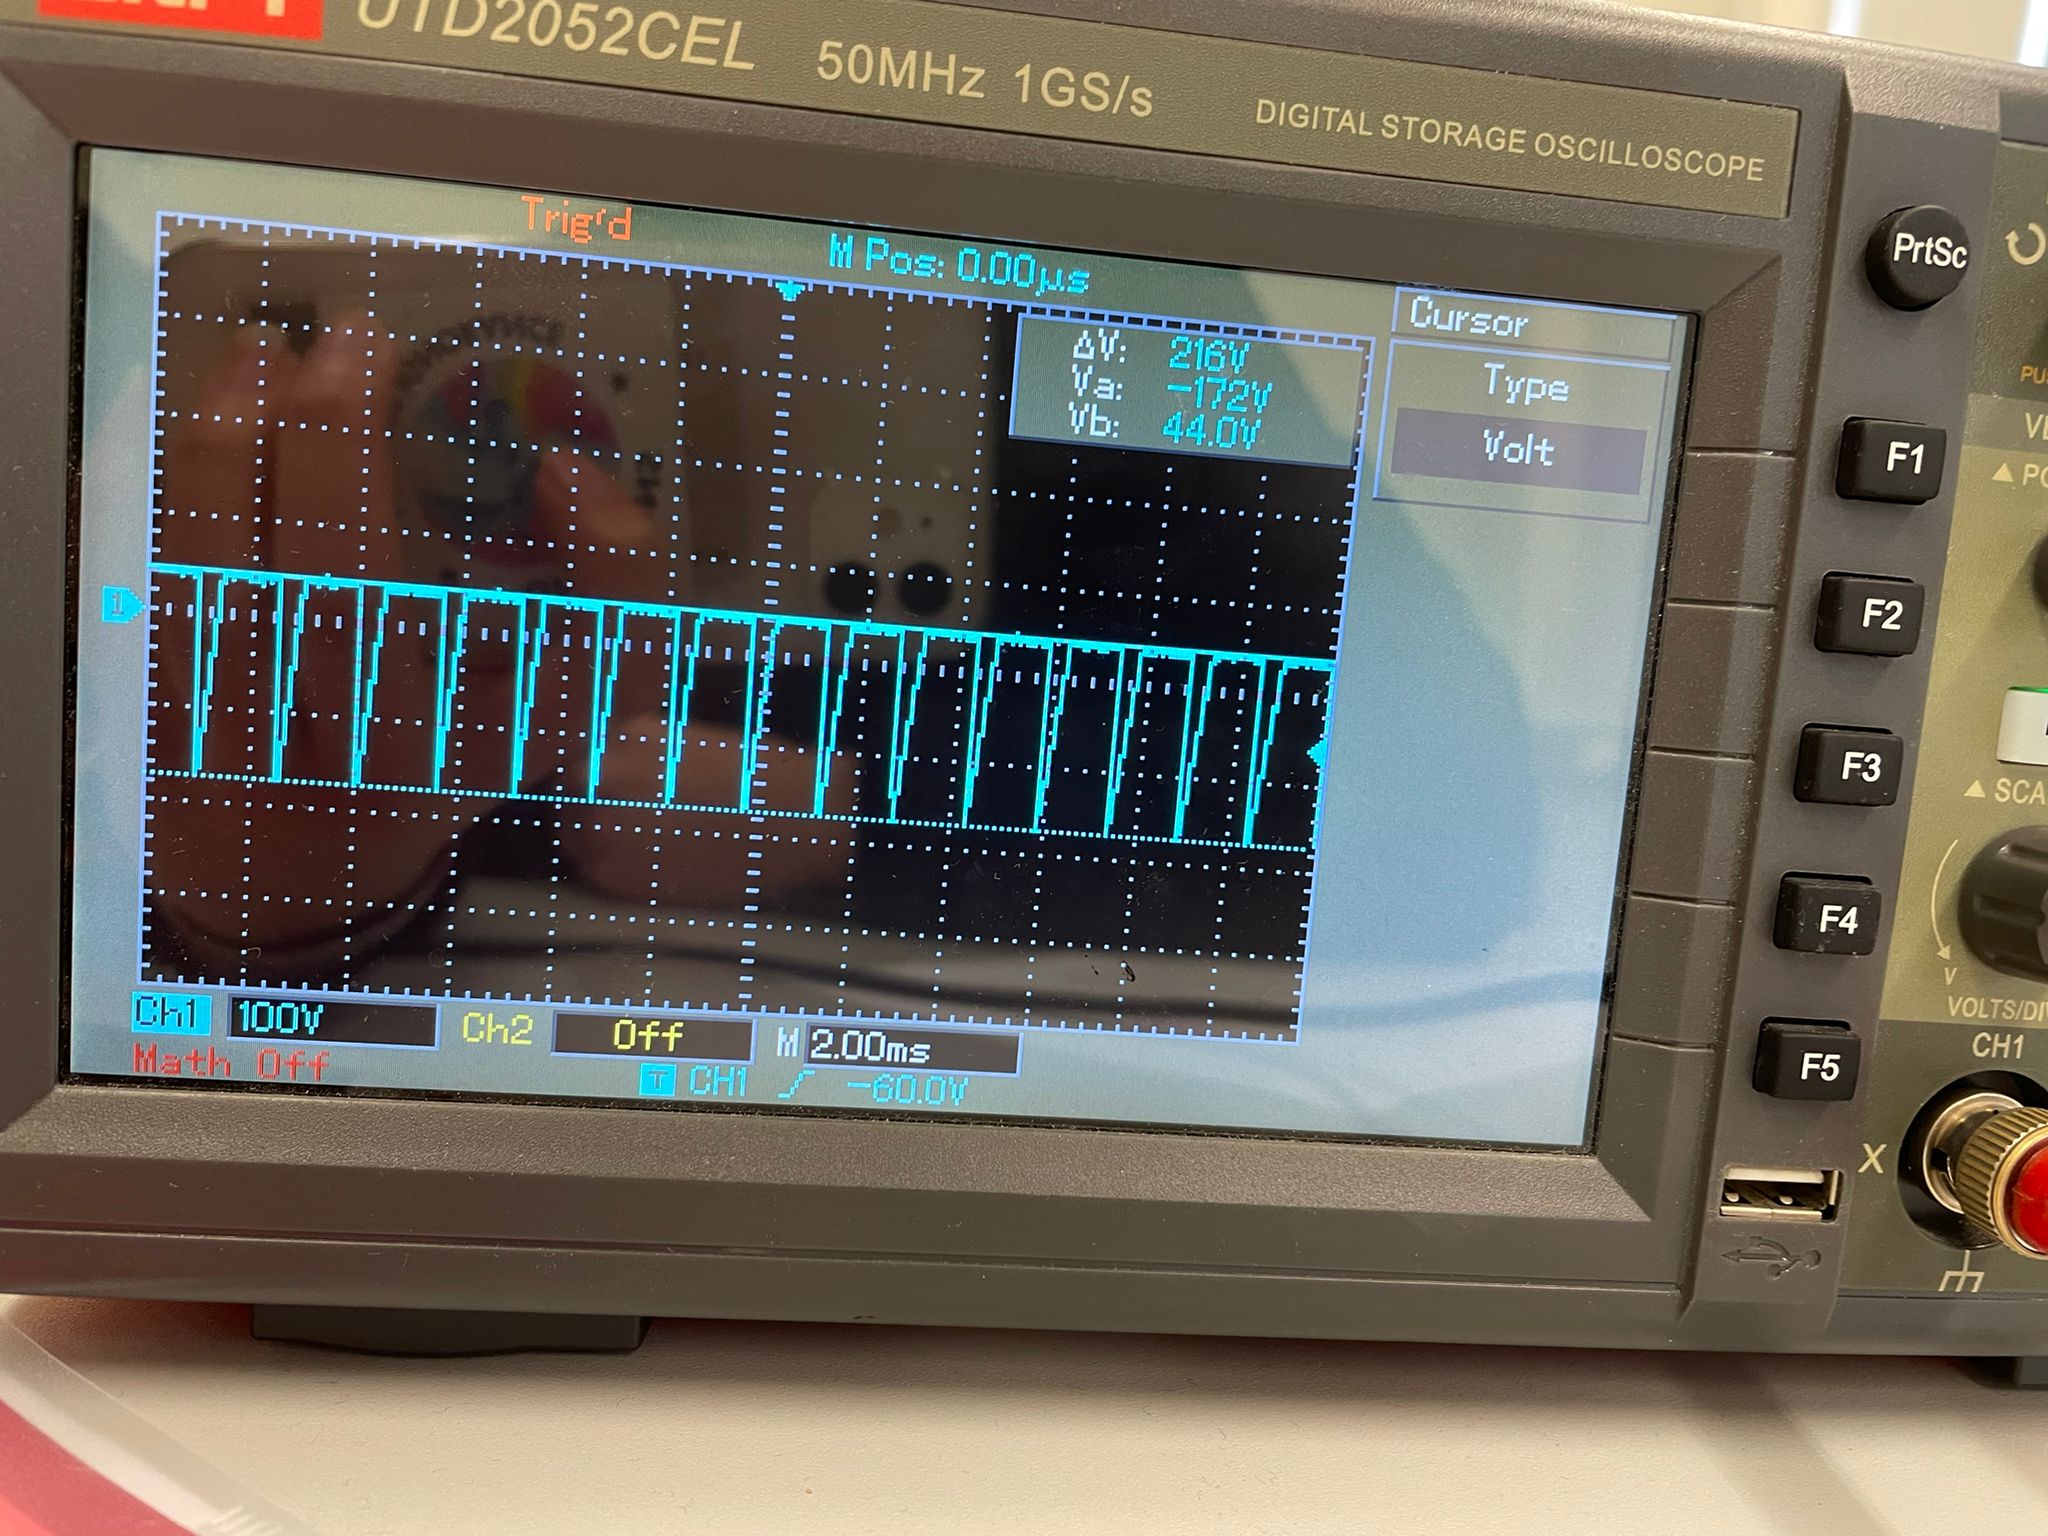 UTD2052CEL 50MHz 1GS/s DIGITAL STORAGE OSCILLOSCOPE
Trig'd
M Pos: 0.00µs
ΔV: 216V
Va: -172V
Vb: 44.0V
Cursor
Type
Volt
1
Ch1 100V Ch2 Off M 2.00ms
Math Off T CH1 -60.0V
PrtSc
F1
F2
F3
F4
F5
V
VOLTS/DIV
CH1
X